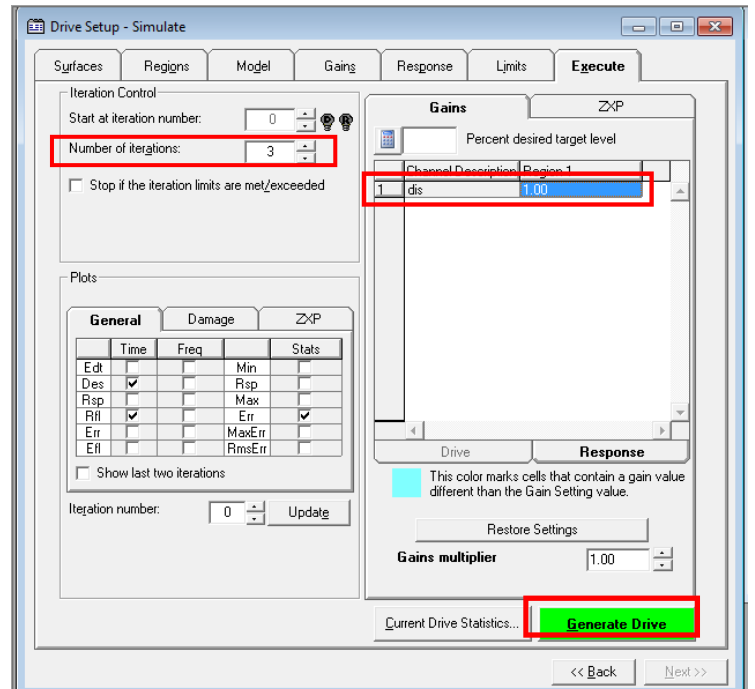 Drive Setup - Simulate
Surfaces Regions Model Gains Response Limits Execute
Iteration Control
Start at iteration number: 0
Number of iterations: 3
Stop if the iteration limits are met/exceeded
Plots
General Damage ZXP
Time Freq Stats
Edt Min
Des Rsp
Rsp Max
Rfl Err
Err MaxErr
Efl RmsErr
Show last two iterations
Iteration number: 0 Update
Gains ZXP
Percent desired target level
Channel Description Region 1
1 dis 1.00
Drive Response
This color marks cells that contain a gain value
different than the Gain Setting value.
Restore Settings
Gains multiplier 1.00
Current Drive Statistics... Generate Drive
<< Back Next >>